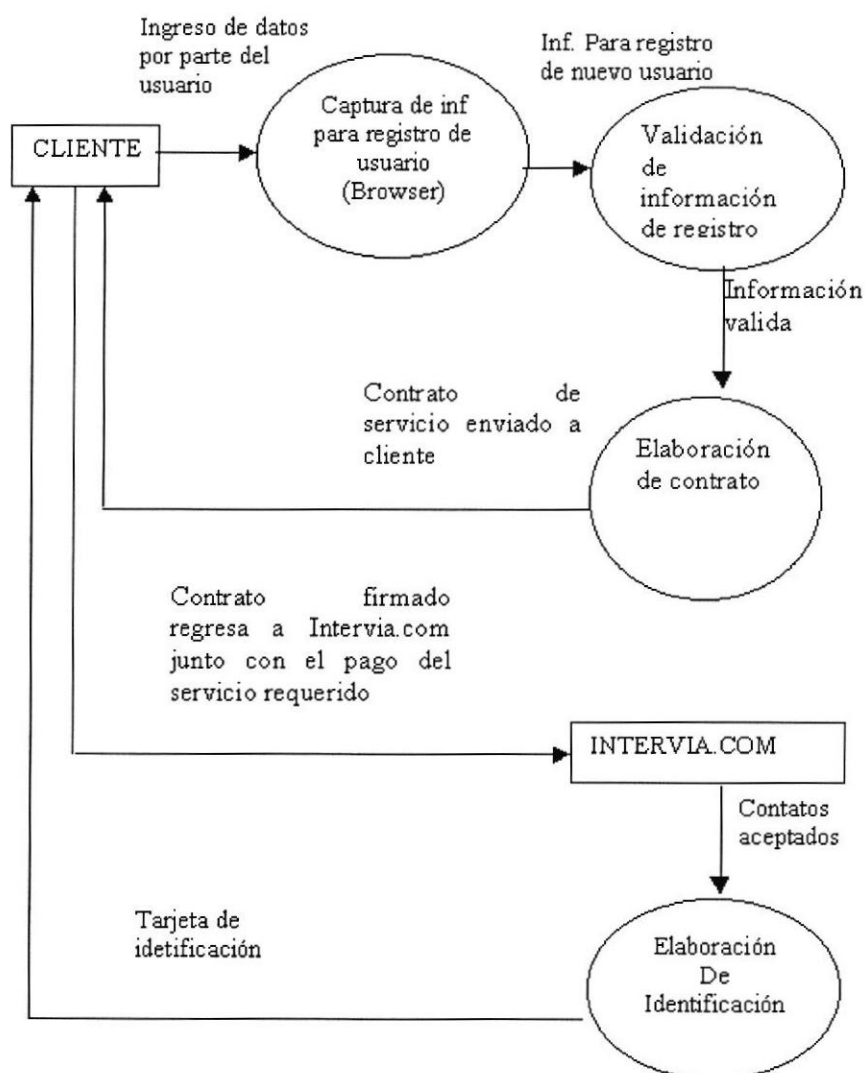 Ingreso de datos
por parte del
usuario
Inf. Para registro
de nuevo usuario
CLIENTE
Captura de inf
para registro de
usuario
(Browser)
Validación
de
información
de registro
Información
valida
Contrato de
servicio enviado a
cliente
Elaboración
de contrato
Contrato firmado
regresa a Intervia.com
junto con el pago del
servicio requerido
INTERVIA.COM
Contatos
aceptados
Tarjeta de
idetificación
Elaboración
De
Identificación